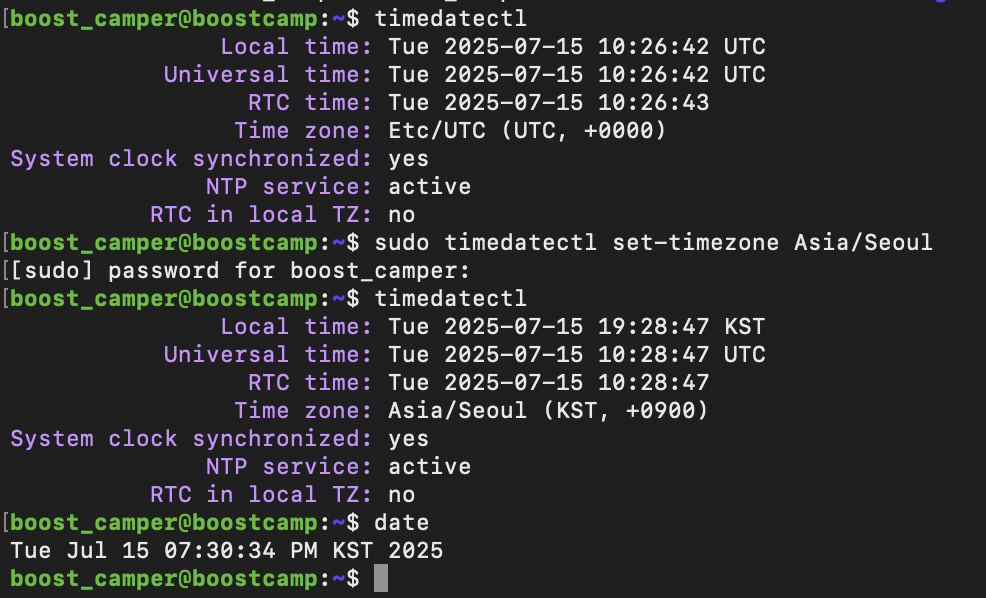 [boost_camper@boostcamp:~$ timedatectl
Local time: Tue 2025-07-15 10:26:42 UTC
Universal time: Tue 2025-07-15 10:26:42 UTC
RTC time: Tue 2025-07-15 10:26:43
Time zone: Etc/UTC (UTC, +0000)
System clock synchronized: yes
NTP service: active
RTC in local TZ: no
[boost_camper@boostcamp:~$ sudo timedatectl set-timezone Asia/Seoul
[[sudo] password for boost_camper:
[boost_camper@boostcamp:~$ timedatectl
Local time: Tue 2025-07-15 19:28:47 KST
Universal time: Tue 2025-07-15 10:28:47 UTC
RTC time: Tue 2025-07-15 10:28:47
Time zone: Asia/Seoul (KST, +0900)
System clock synchronized: yes
NTP service: active
RTC in local TZ: no
[boost_camper@boostcamp:~$ date
Tue Jul 15 07:30:34 PM KST 2025
boost_camper@boostcamp:~$